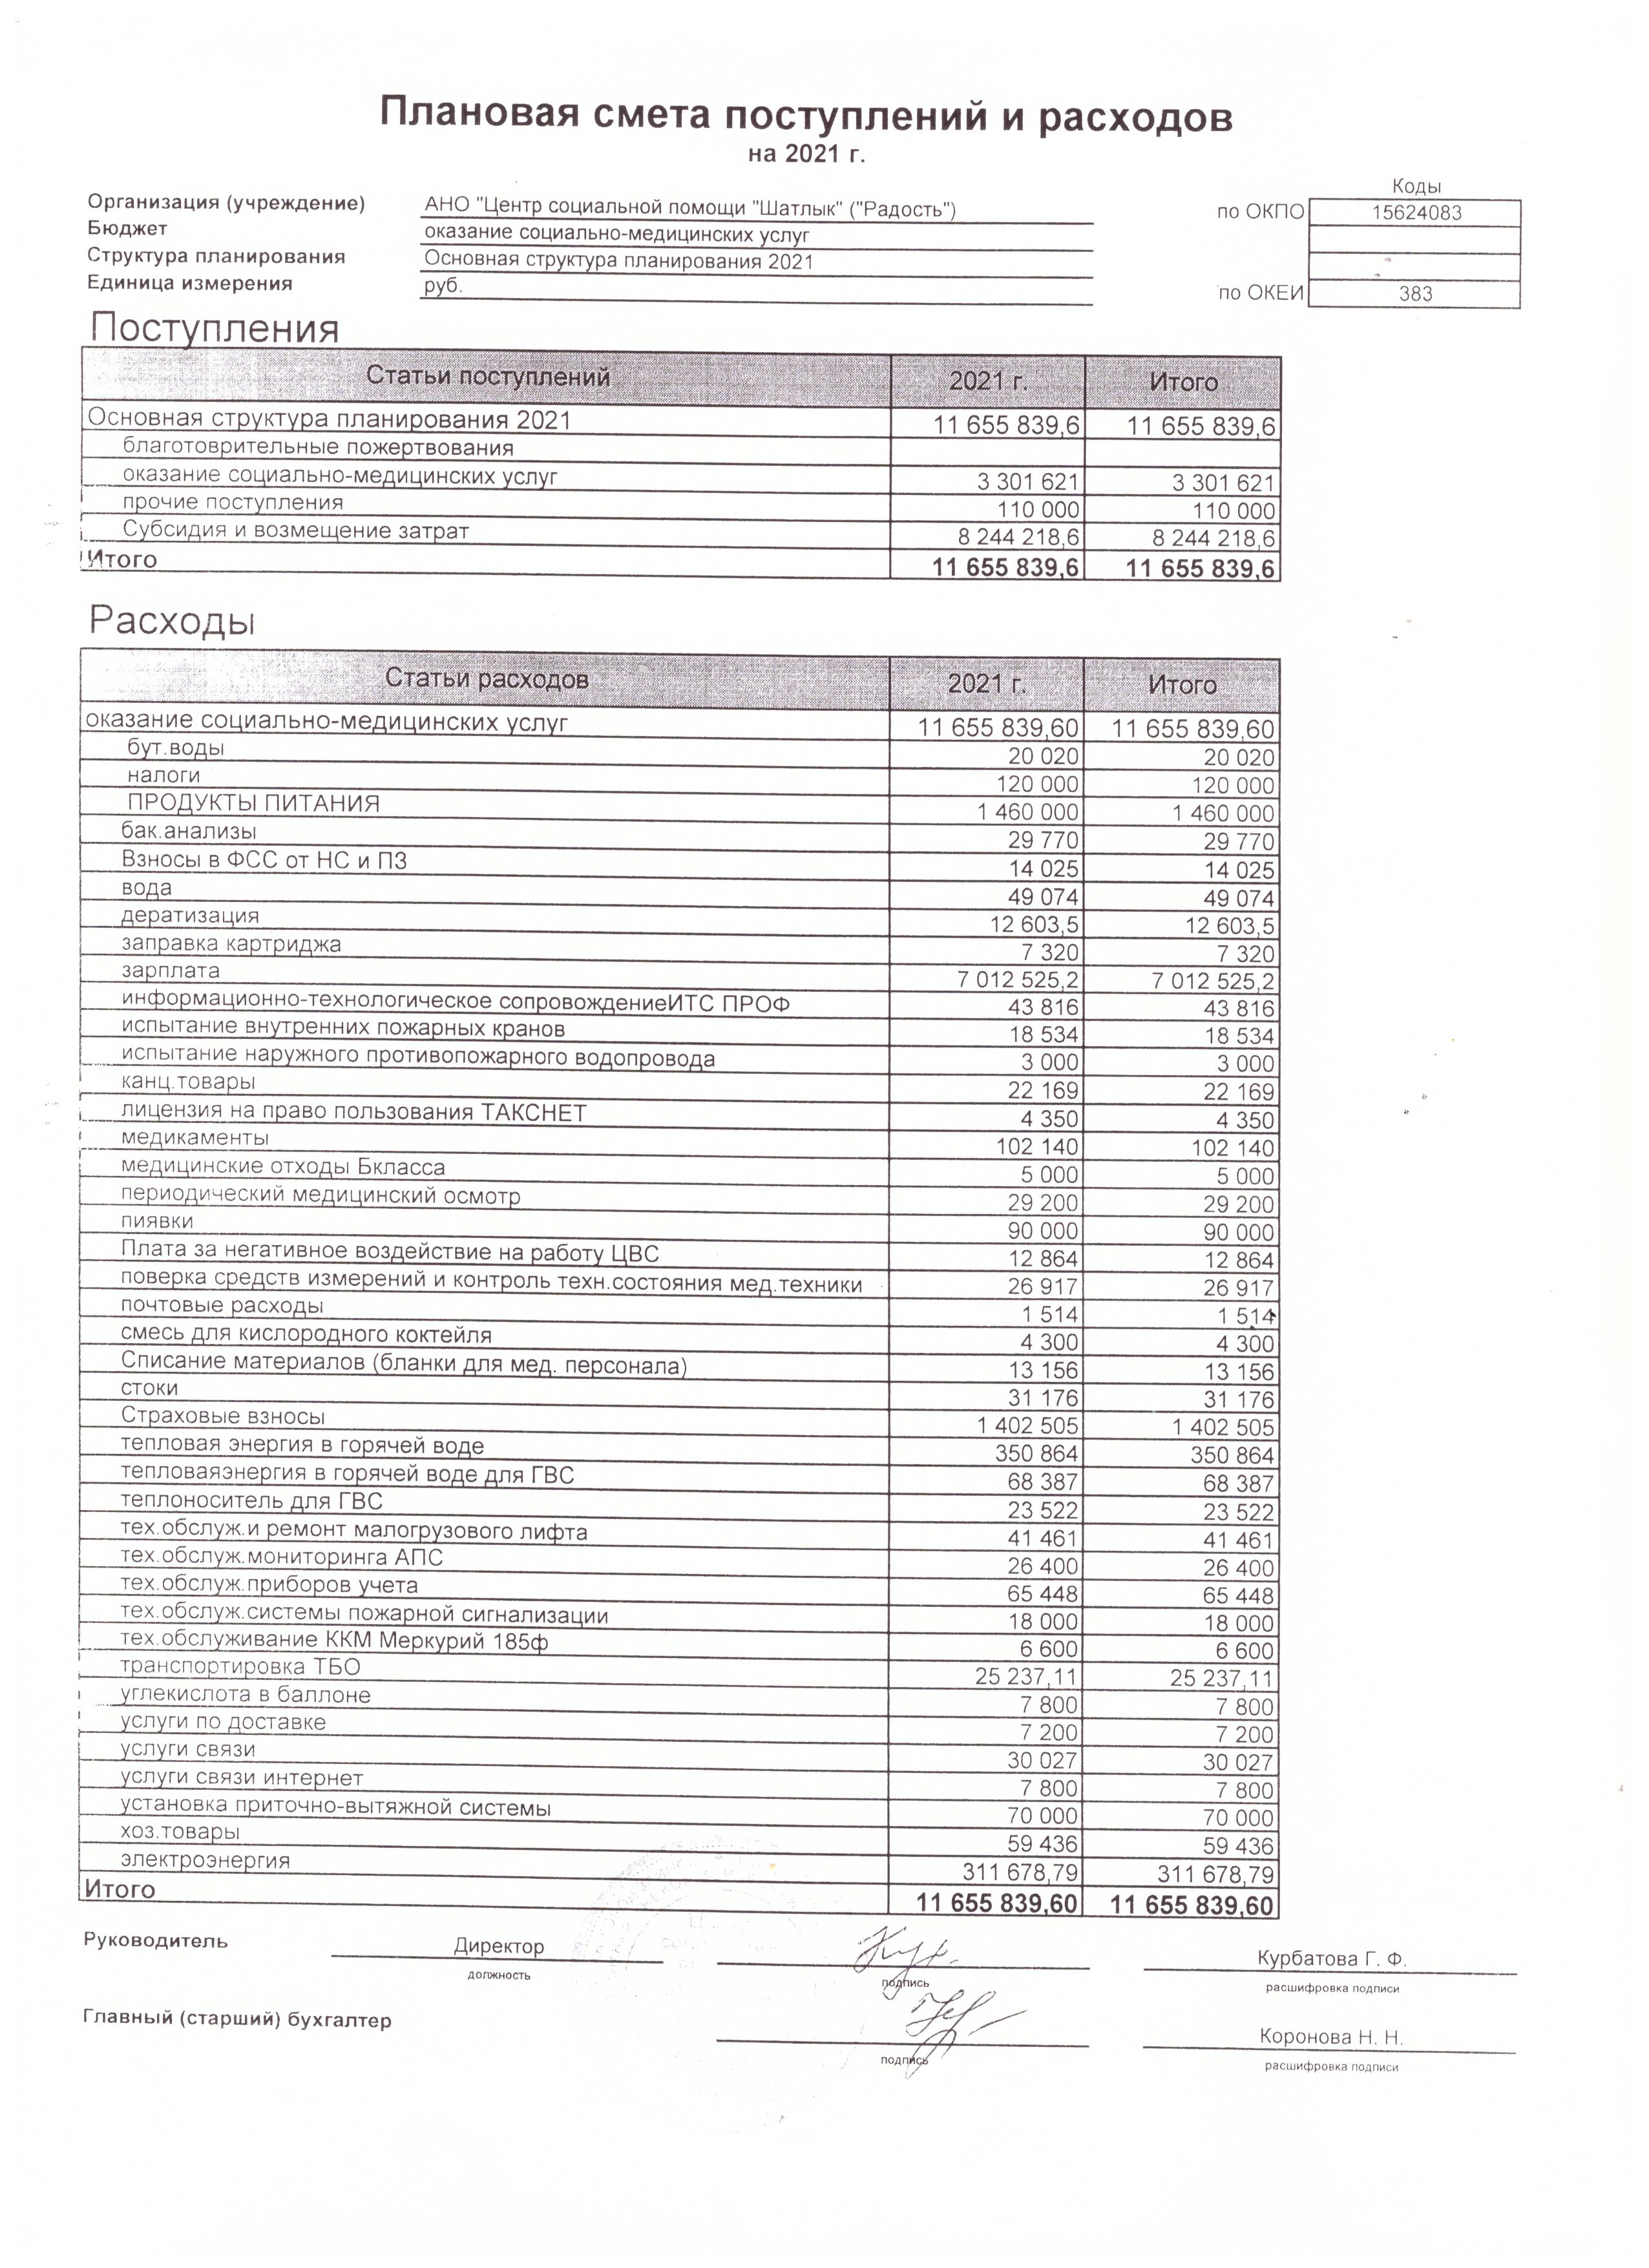 Плановая смета поступлений и расходов
на 2021 г.
Коды
Организация (учреждение) АНО "Центр социальной помощи "Шатлык" ("Радость") по ОКПО 15624083
Бюджет оказание социально-медицинских услуг
Структура планирования Основная структура планирования 2021
Единица измерения руб. по ОКЕИ 383
Поступления
Статьи поступлений 2021 г. Итого
Основная структура планирования 2021 11 655 839,6 11 655 839,6
благотоврительные пожертвования
оказание социально-медицинских услуг 3 301 621 3 301 621
прочие поступления 110 000 110 000
Субсидия и возмещение затрат 8 244 218,6 8 244 218,6
Итого 11 655 839,6 11 655 839,6
Расходы
Статьи расходов 2021 г. Итого
оказание социально-медицинских услуг 11 655 839,60 11 655 839,60
бут.воды 20 020 20 020
налоги 120 000 120 000
ПРОДУКТЫ ПИТАНИЯ 1 460 000 1 460 000
бак.анализы 29 770 29 770
Взносы в ФСС от НС и ПЗ 14 025 14 025
вода 49 074 49 074
дератизация 12 603,5 12 603,5
заправка картриджа 7 320 7 320
зарплата 7 012 525,2 7 012 525,2
информационно-технологическое сопровождениеИТС ПРОФ 43 816 43 816
испытание внутренних пожарных кранов 18 534 18 534
испытание наружного противопожарного водопровода 3 000 3 000
канц.товары 22 169 22 169
лицензия на право пользования ТАКСНЕТ 4 350 4 350
медикаменты 102 140 102 140
медицинские отходы Бкласса 5 000 5 000
периодический медицинский осмотр 29 200 29 200
пиявки 90 000 90 000
Плата за негативное воздействие на работу ЦВС 12 864 12 864
поверка средств измерений и контроль техн.состояния мед.техники 26 917 26 917
почтовые расходы 1 514 1 514
смесь для кислородного коктейля 4 300 4 300
Списание материалов (бланки для мед. персонала) 13 156 13 156
стоки 31 176 31 176
Страховые взносы 1 402 505 1 402 505
тепловая энергия в горячей воде 350 864 350 864
тепловаяэнергия в горячей воде для ГВС 68 387 68 387
теплоноситель для ГВС 23 522 23 522
тех.обслуж.и ремонт малогрузового лифта 41 461 41 461
тех.обслуж.мониторинга АПС 26 400 26 400
тех.обслуж.приборов учета 65 448 65 448
тех.обслуж.системы пожарной сигнализации 18 000 18 000
тех.обслуживание ККМ Меркурий 185ф 6 600 6 600
транспортировка ТБО 25 237,11 25 237,11
углекислота в баллоне 7 800 7 800
услуги по доставке 7 200 7 200
услуги связи 30 027 30 027
услуги связи интернет 7 800 7 800
установка приточно-вытяжной системы 70 000 70 000
хоз.товары 59 436 59 436
электроэнергия 311 678,79 311 678,79
Итого 11 655 839,60 11 655 839,60
Руководитель Директор Курбатова Г. Ф.
должность подпись расшифровка подписи
Главный (старший) бухгалтер Коронова Н. Н.
подпись расшифровка подписи